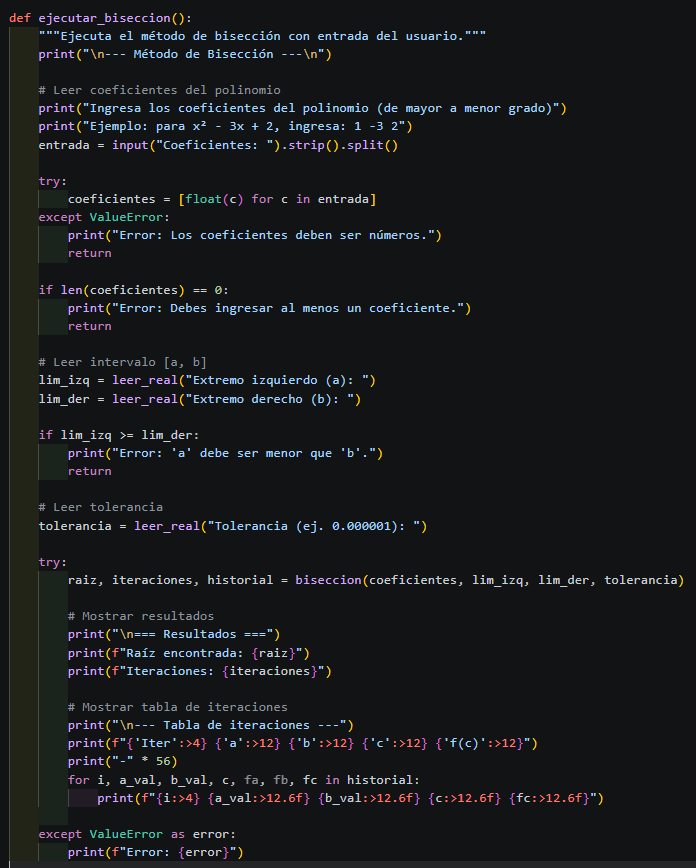 def ejecutar_biseccion():
    """Ejecuta el método de bisección con entrada del usuario."""
    print("\n--- Método de Bisección ---\n")

    # Leer coeficientes del polinomio
    print("Ingresa los coeficientes del polinomio (de mayor a menor grado)")
    print("Ejemplo: para x² - 3x + 2, ingresa: 1 -3 2")
    entrada = input("Coeficientes: ").strip().split()

    try:
        coeficientes = [float(c) for c in entrada]
    except ValueError:
        print("Error: Los coeficientes deben ser números.")
        return

    if len(coeficientes) == 0:
        print("Error: Debes ingresar al menos un coeficiente.")
        return

    # Leer intervalo [a, b]
    lim_izq = leer_real("Extremo izquierdo (a): ")
    lim_der = leer_real("Extremo derecho (b): ")

    if lim_izq >= lim_der:
        print("Error: 'a' debe ser menor que 'b'.")
        return

    # Leer tolerancia
    tolerancia = leer_real("Tolerancia (ej. 0.000001): ")

    try:
        raiz, iteraciones, historial = biseccion(coeficientes, lim_izq, lim_der, tolerancia)

        # Mostrar resultados
        print("\n=== Resultados ===")
        print(f"Raíz encontrada: {raiz}")
        print(f"Iteraciones: {iteraciones}")

        # Mostrar tabla de iteraciones
        print("\n--- Tabla de iteraciones ---")
        print(f"{'Iter':>4} {'a':>12} {'b':>12} {'c':>12} {'f(c)':>12}")
        print("-" * 56)
        for i, a_val, b_val, c, fa, fb, fc in historial:
            print(f"{i:>4} {a_val:>12.6f} {b_val:>12.6f} {c:>12.6f} {fc:>12.6f}")

    except ValueError as error:
        print(f"Error: {error}")